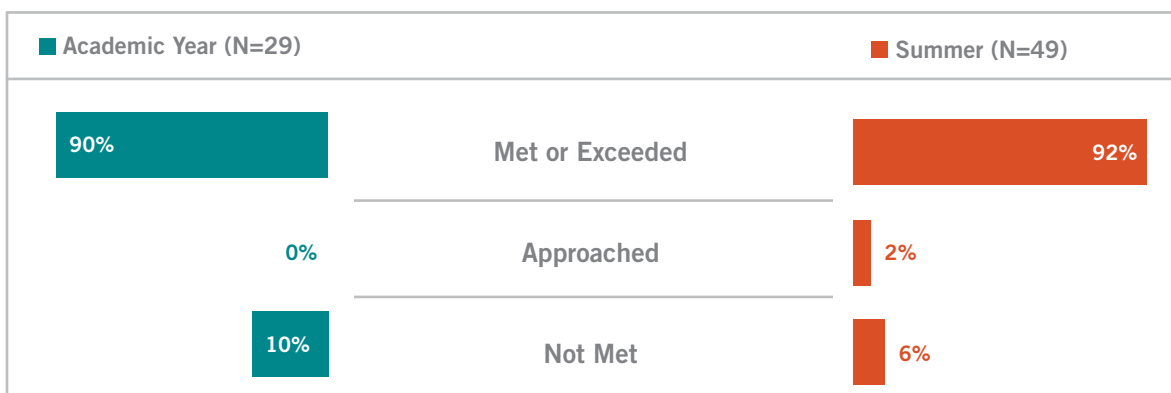 Academic Year (N=29)
Summer (N=49)
90%
Met or Exceeded
92%
0%
Approached
2%
10%
Not Met
6%